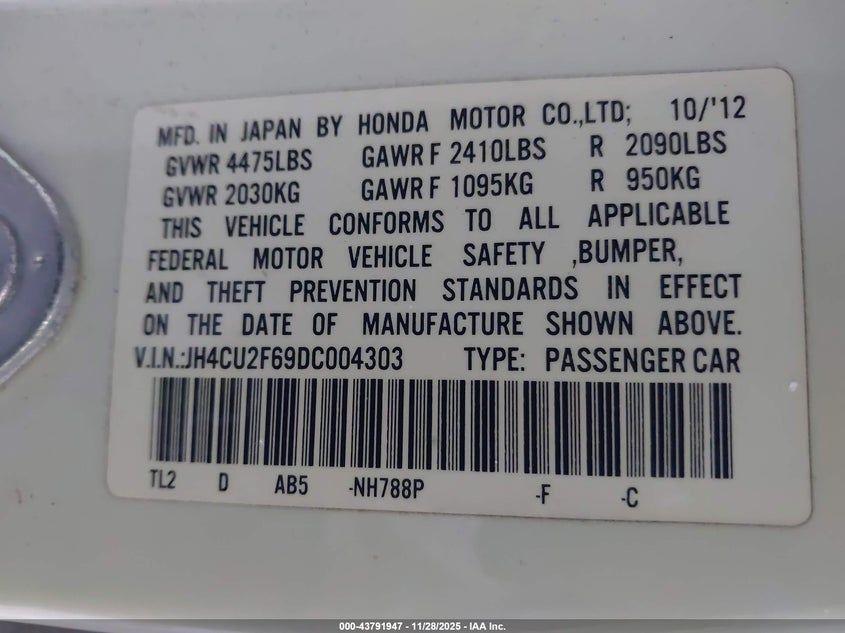 MFD. IN JAPAN BY HONDA MOTOR CO.,LTD; 10/'12
GVWR 4475LBS GAWR F 2410LBS R 2090LBS
GVWR 2030KG GAWR F 1095KG R 950KG
THIS VEHICLE CONFORMS TO ALL APPLICABLE
FEDERAL MOTOR VEHICLE SAFETY ,BUMPER,
AND THEFT PREVENTION STANDARDS IN EFFECT
ON THE DATE OF MANUFACTURE SHOWN ABOVE.
V.I.N.:JH4CU2F69DC004303 TYPE: PASSENGER CAR
TL2 D AB5 -NH788P -F -C
000-43791947 - 11/28/2025 - IAA Inc.